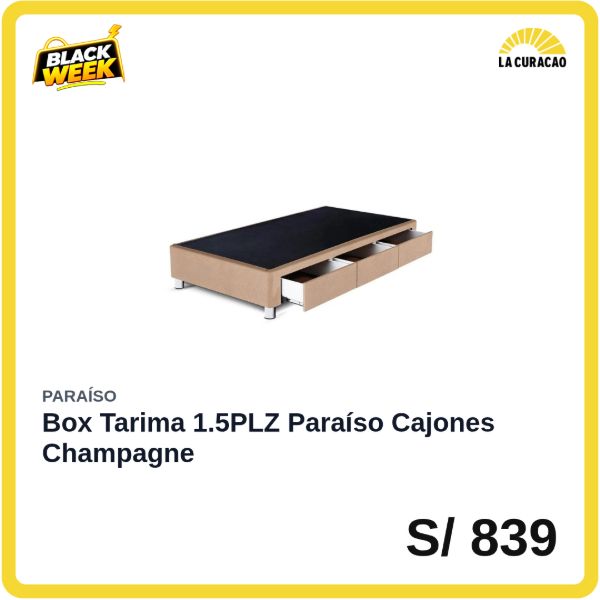 BLACK
WEEK
LA CURACAO
PARAÍSO
Box Tarima 1.5PLZ Paraíso Cajones
Champagne
S/ 839